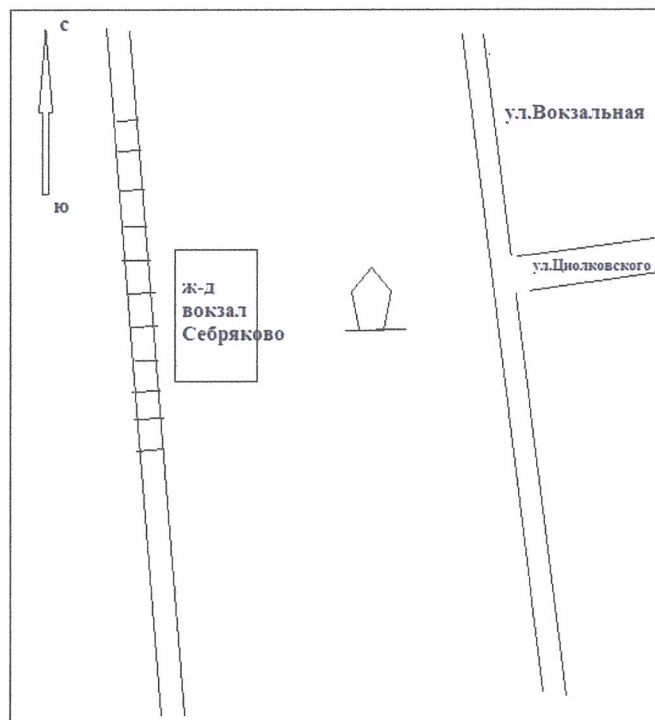 с
ю
ул.Вокзальная
ул.Циолковского
ж-д
вокзал
Себряково